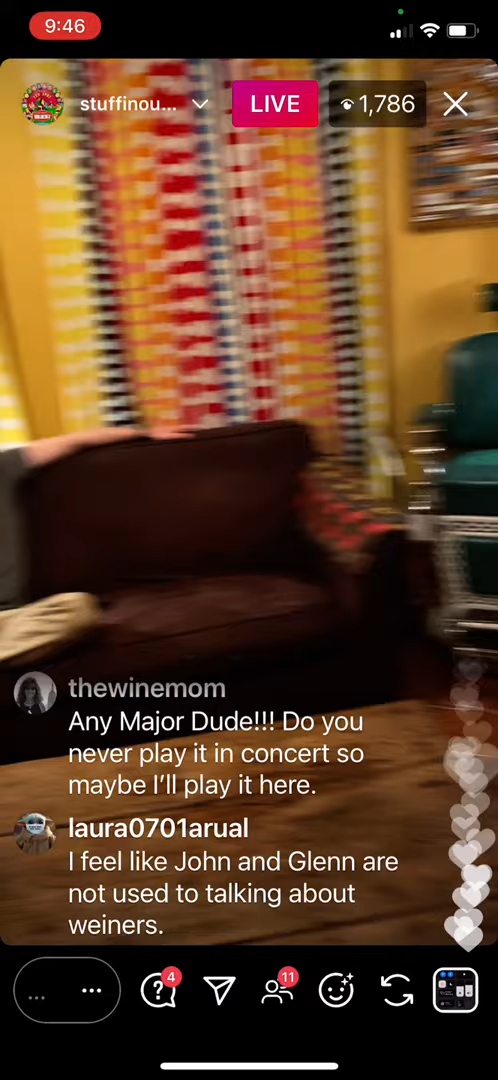 9:46
stuffinou...
LIVE
1,786
thewinemom
Any Major Dude!!! Do you
never play it in concert so
maybe I’ll play it here.
laura0701arual
I feel like John and Glenn are
not used to talking about
weiners.
4
11